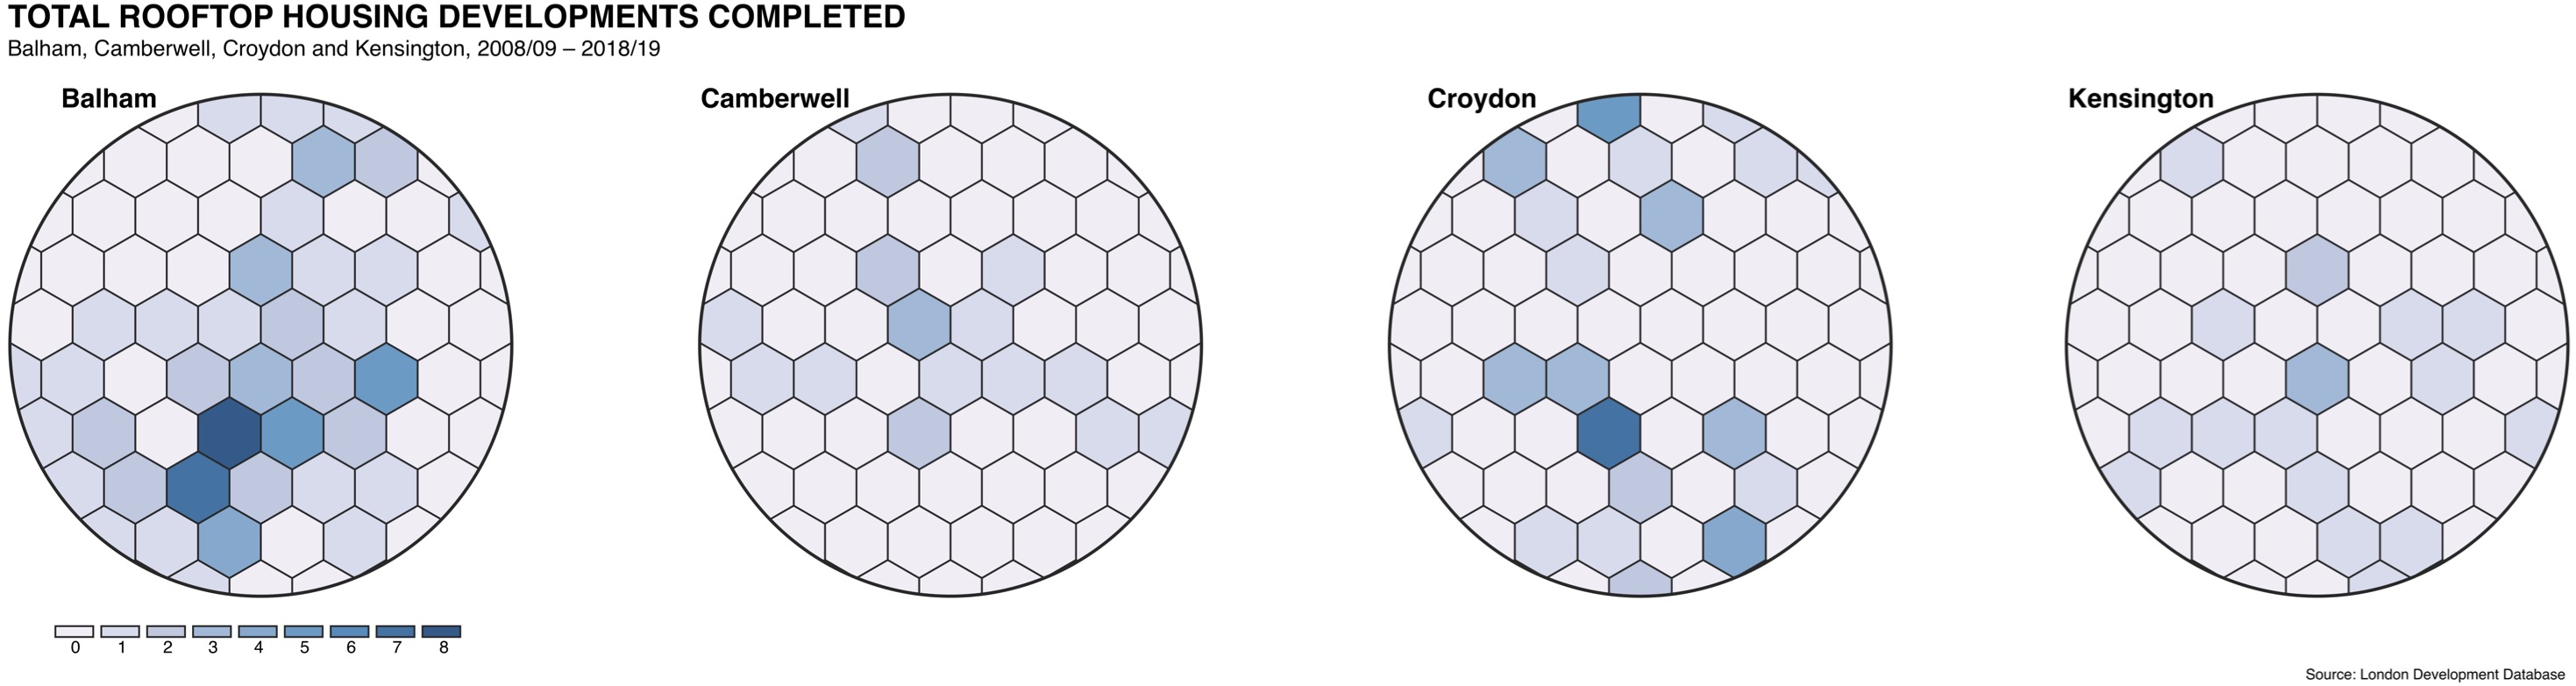 TOTAL ROOFTOP HOUSING DEVELOPMENTS COMPLETED
Balham, Camberwell, Croydon and Kensington, 2008/09 – 2018/19
Balham
Camberwell
Croydon
Kensington
0 1 2 3 4 5 6 7 8
Source: London Development Database